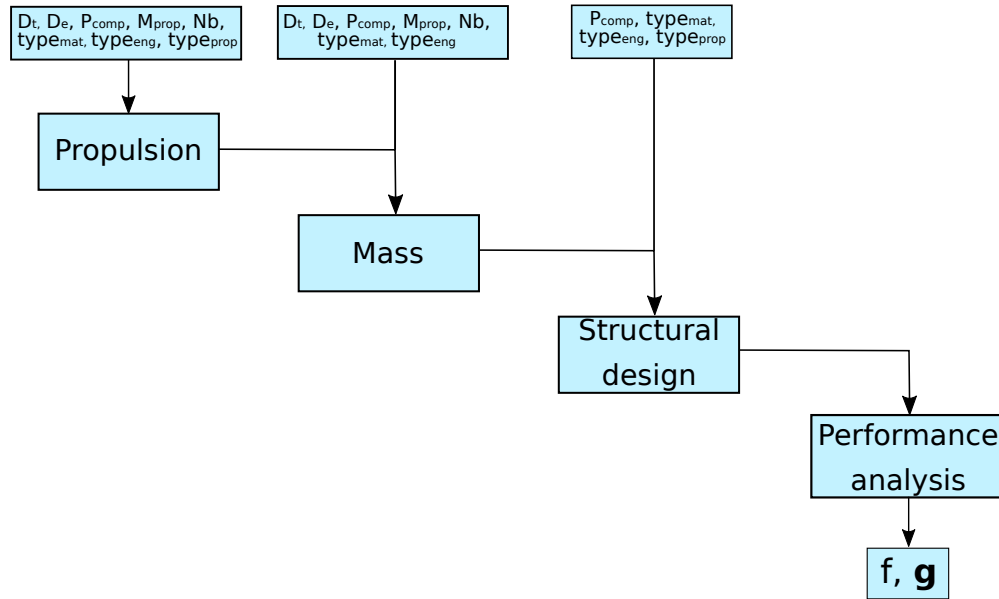 Dt, De, Pcomp, Mprop, Nb,
typemat, typeeng, typeprop
Dt, De, Pcomp, Mprop, Nb,
typemat, typeeng
Pcomp, typemat,
typeeng, typeprop
Propulsion
Mass
Structural
design
Performance
analysis
f, g